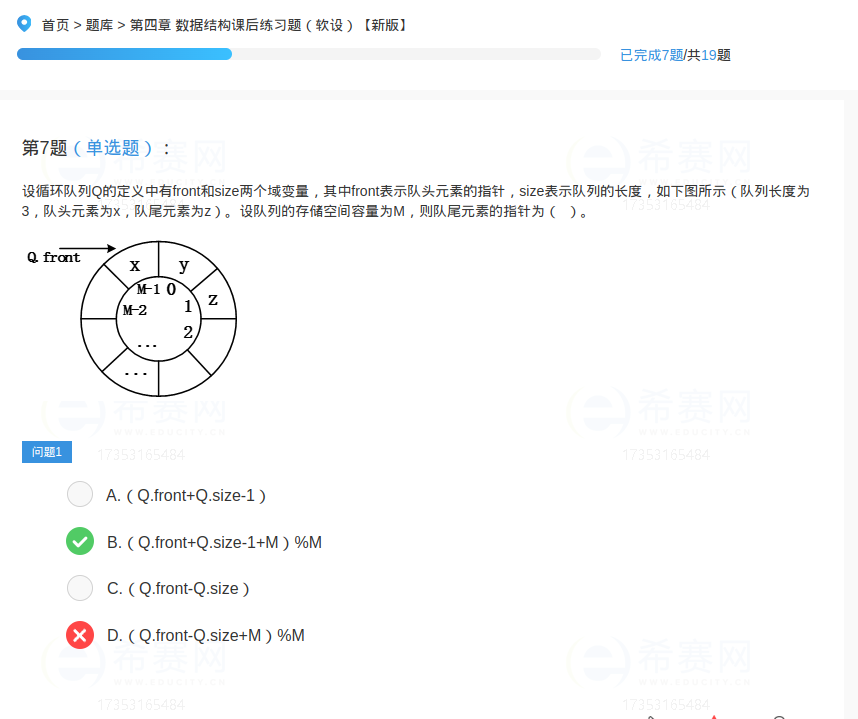 首页 > 题库 > 第四章 数据结构课后练习题（软设）【新版】
已完成7题/共19题
第7题（单选题）：
设循环队列Q的定义中有front和size两个域变量，其中front表示队头元素的指针，size表示队列的长度，如下图所示（队列长度为
3，队头元素为x，队尾元素为z）。设队列的存储空间容量为M，则队尾元素的指针为（ ）。
Q.front
x y
M-1 0 z
M-2 1
2
...
...
希赛网
WWW.EDUCITY.CN
17353165484
问题1
A.（Q.front+Q.size-1）
B.（Q.front+Q.size-1+M）%M
C.（Q.front-Q.size）
D.（Q.front-Q.size+M）%M
希赛网
17353165484